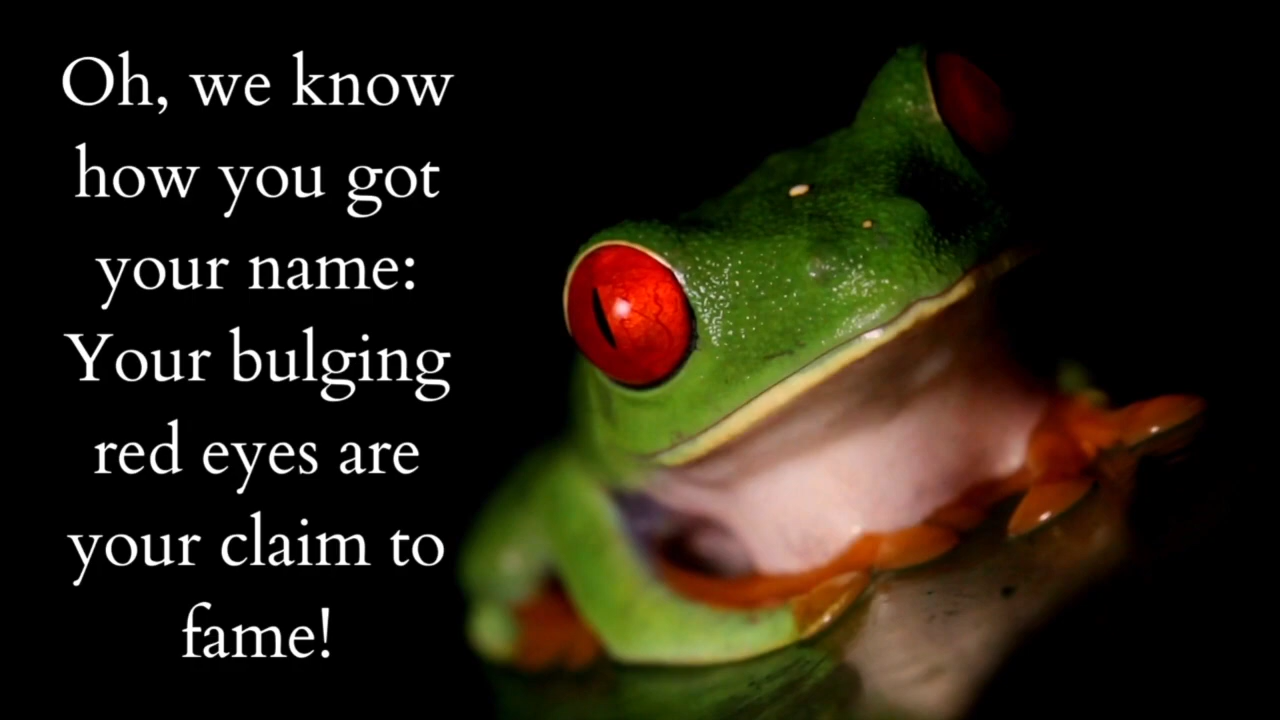 Oh, we know
how you got
your name:
Your bulging
red eyes are
your claim to
fame!